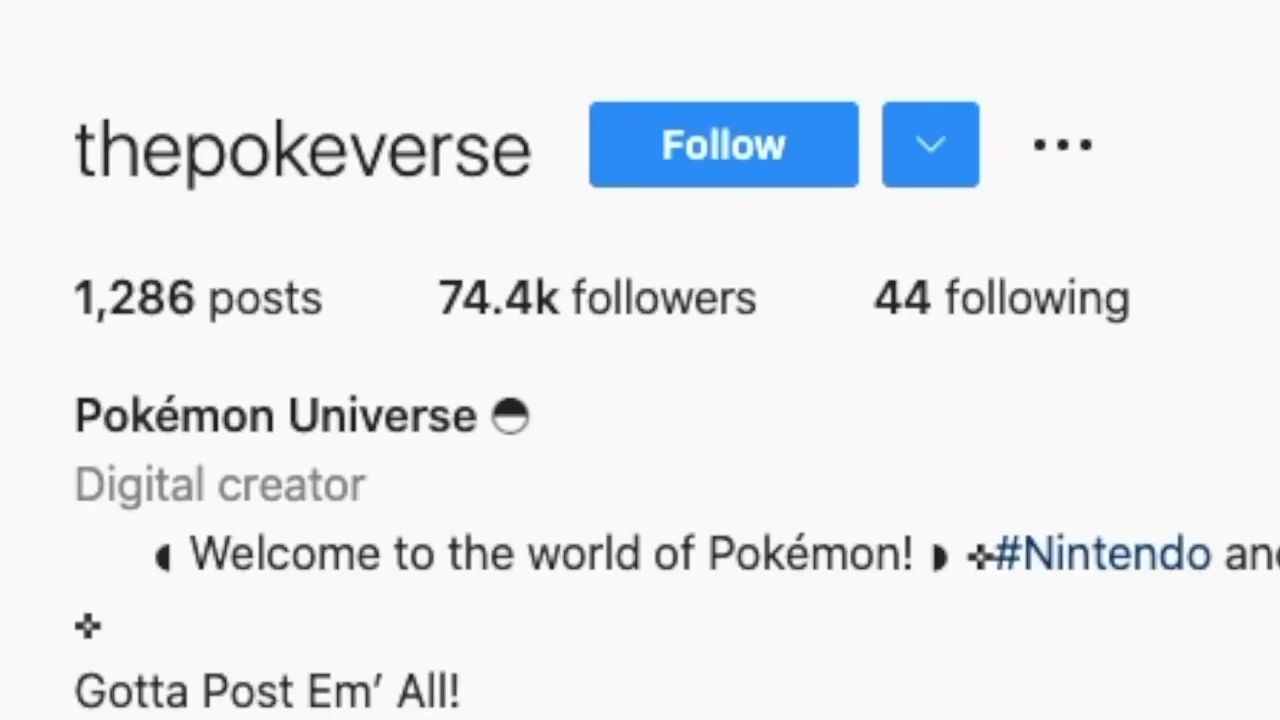 thepokeverse Follow
1,286 posts 74.4k followers 44 following
Pokémon Universe
Digital creator
Welcome to the world of Pokémon! #Nintendo
Gotta Post Em’ All!